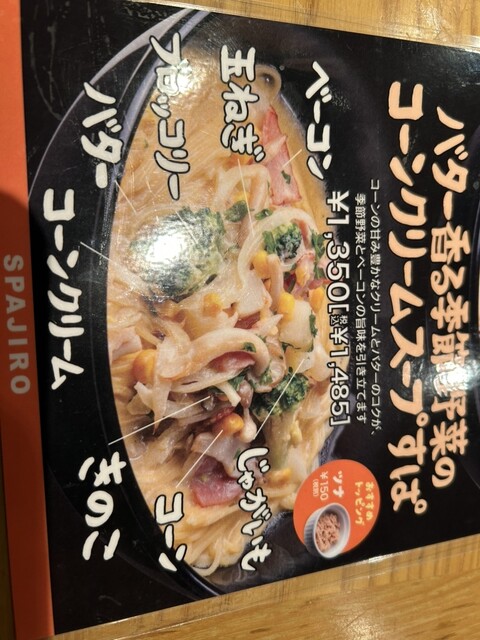 バター香る季節野菜の
コーンクリームスープすぱ。
コーンの甘み豊かなクリームとバターのコクが、
季節野菜とベーコンの旨味を引き立てます
¥1,350[税込¥1,485]
おすすめ
トッピング
ツナ
¥150
ベーコン
玉ねぎ
ブロッコリー
バター
コーンクリーム
じゃがいも
コーン
きのこ
SPAJIRO